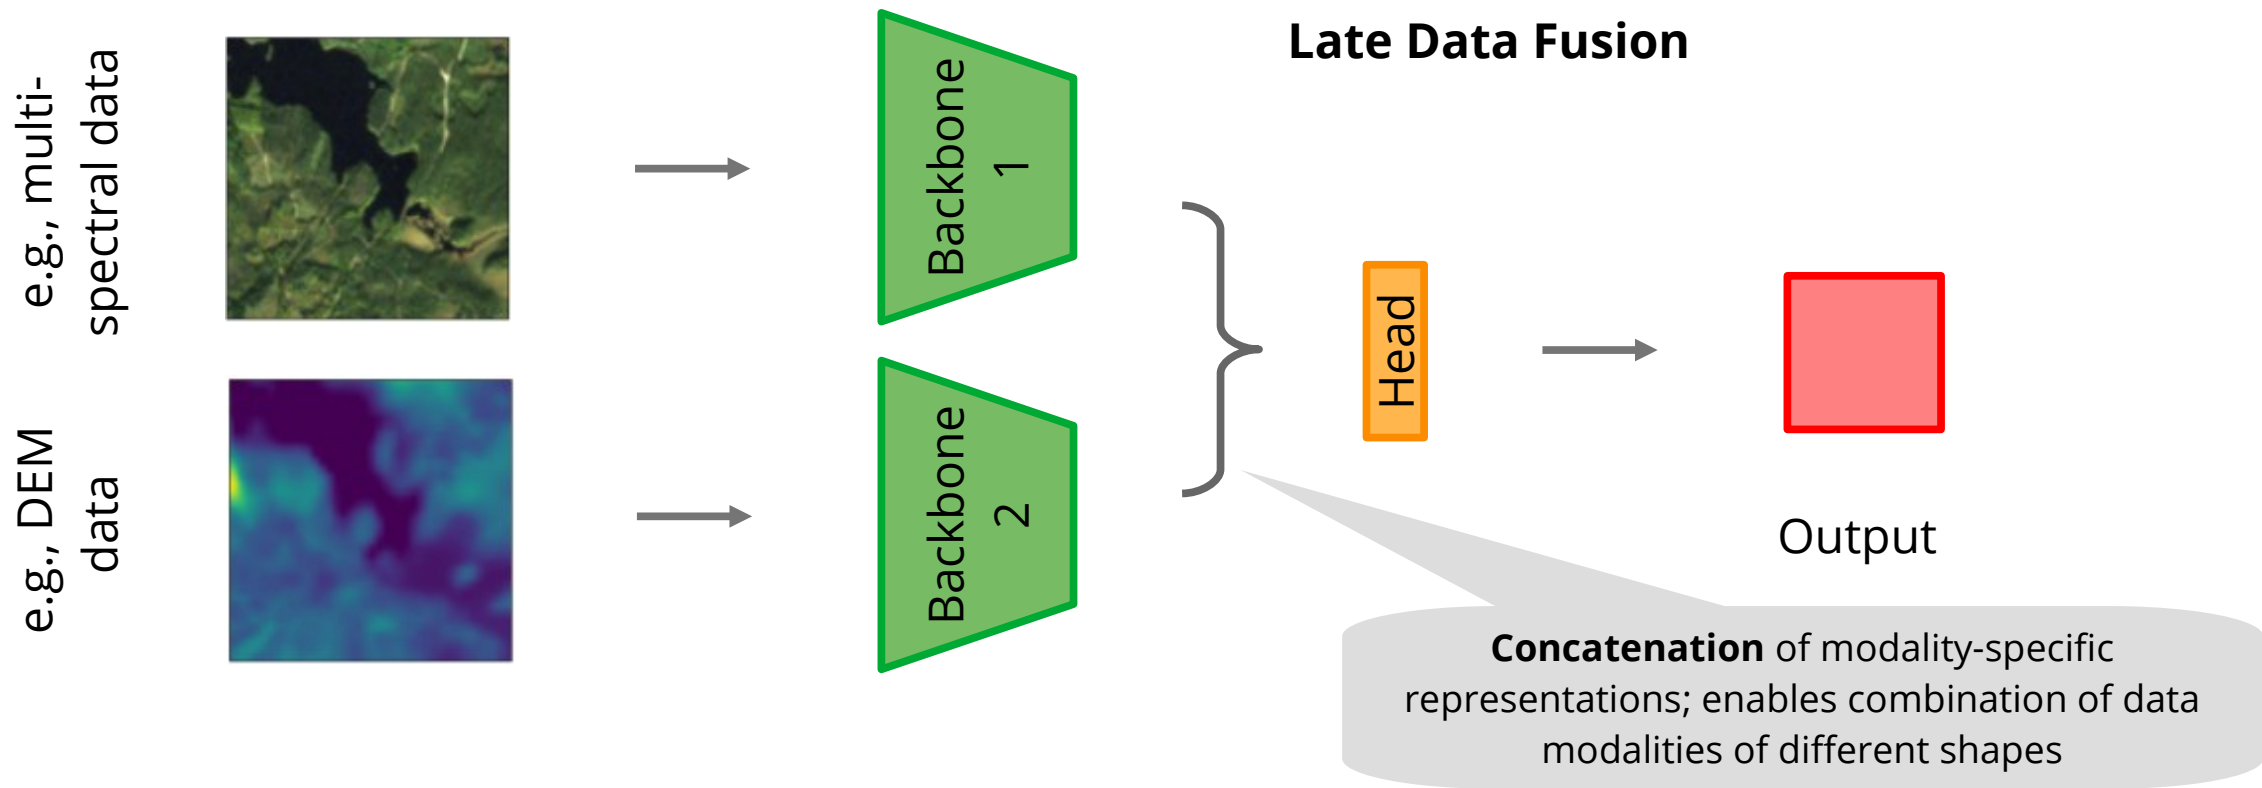 Late Data Fusion
e.g., multi-
spectral data
Backbone
1
e.g., DEM
data
Backbone
2
Head
Output
Concatenation of modality-specific
representations; enables combination of data
modalities of different shapes